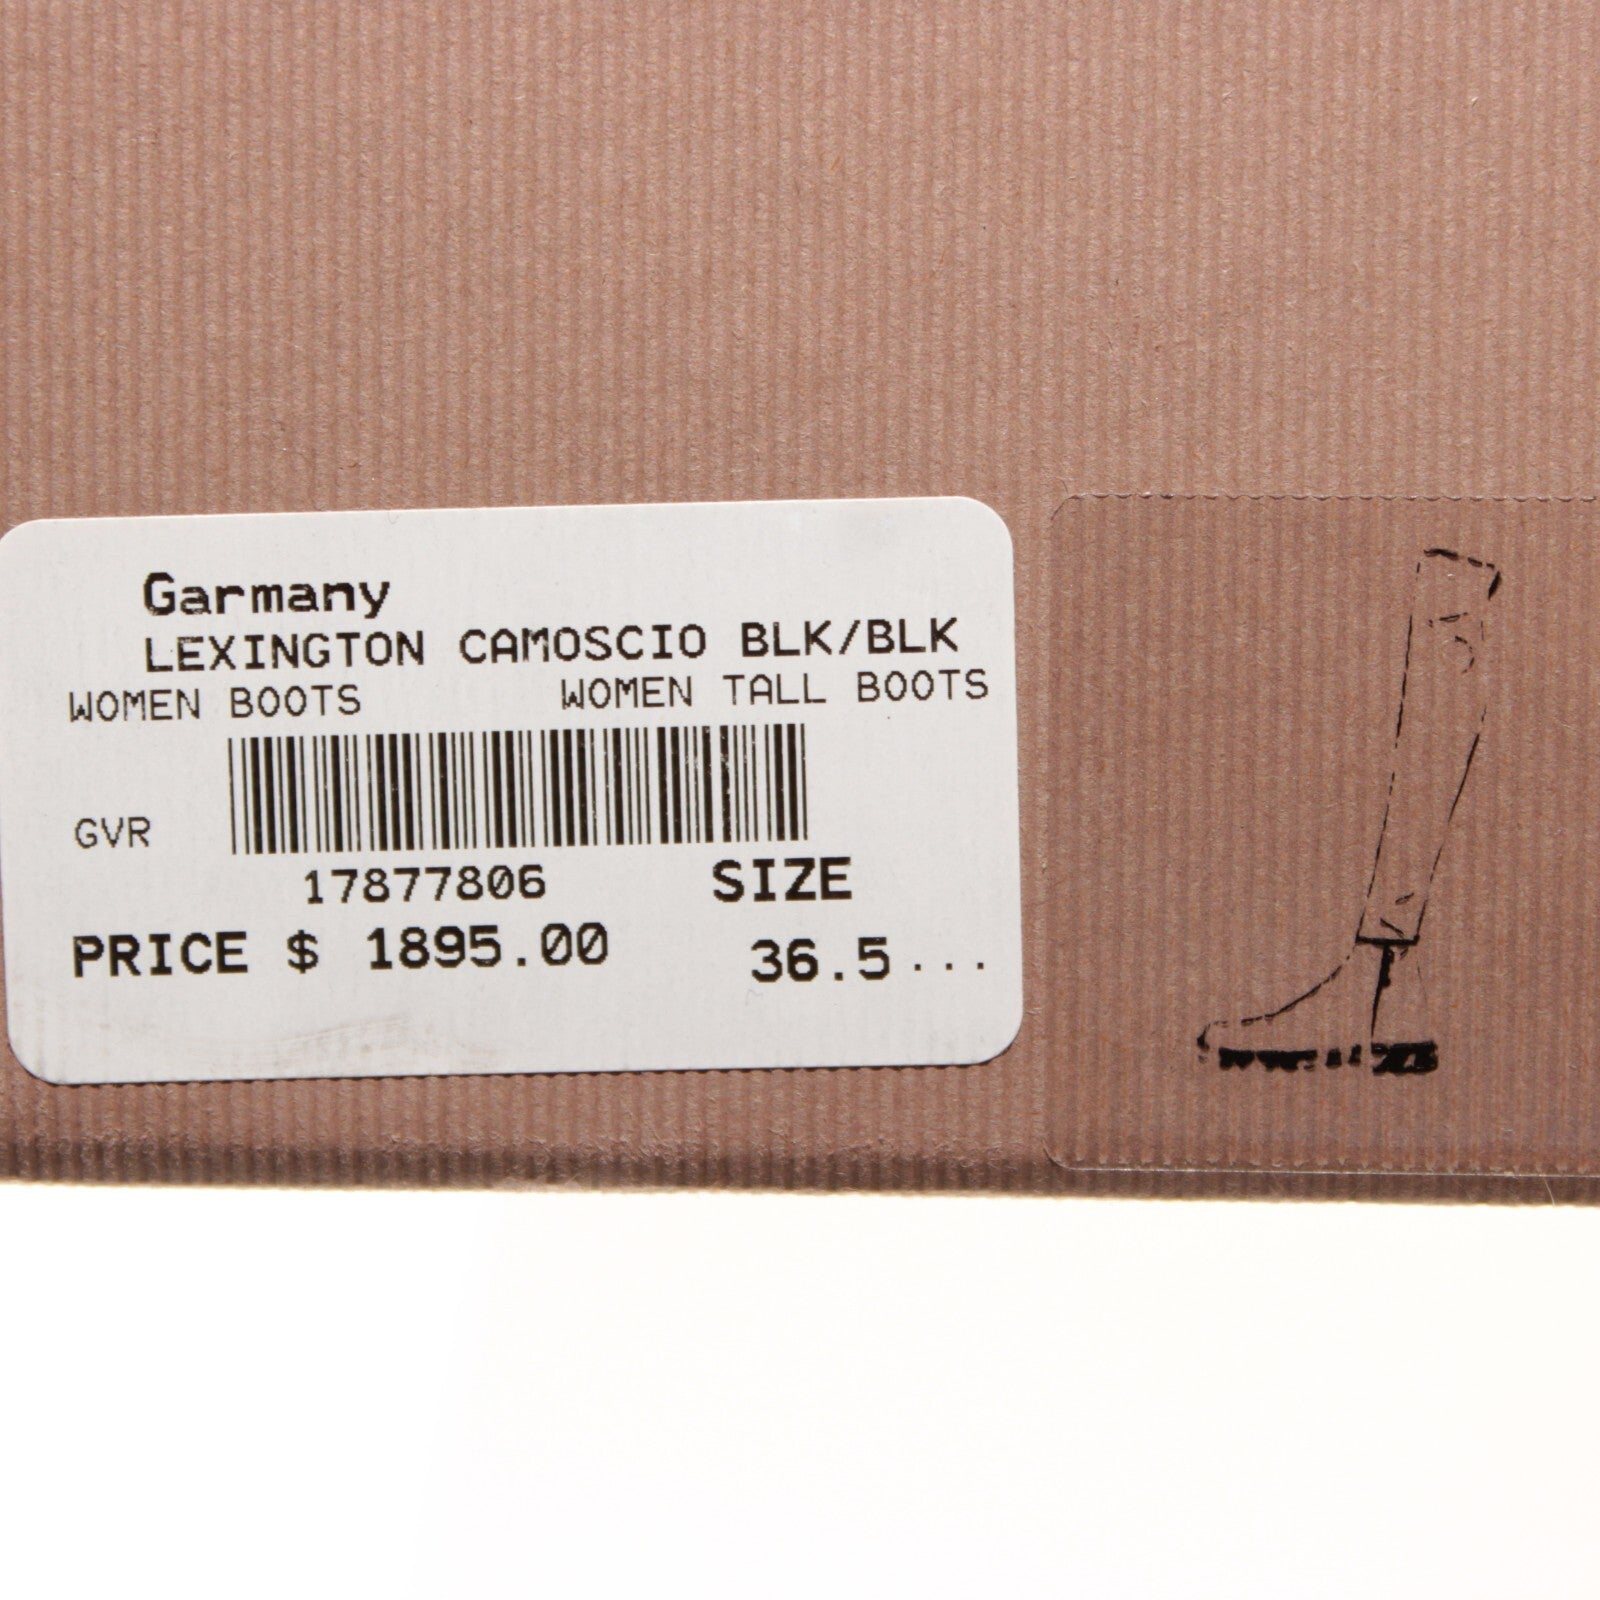 Garmany
LEXINGTON CAMOSCIO BLK/BLK
WOMEN BOOTS WOMEN TALL BOOTS
GVR
17877806 SIZE
PRICE $ 1895.00 36.5...